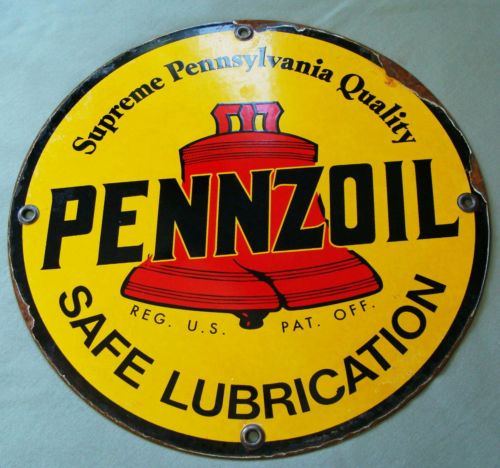 Supreme Pennsylvania Quality
PENNZOIL
REG. U.S. PAT. OFF.
SAFE LUBRICATION